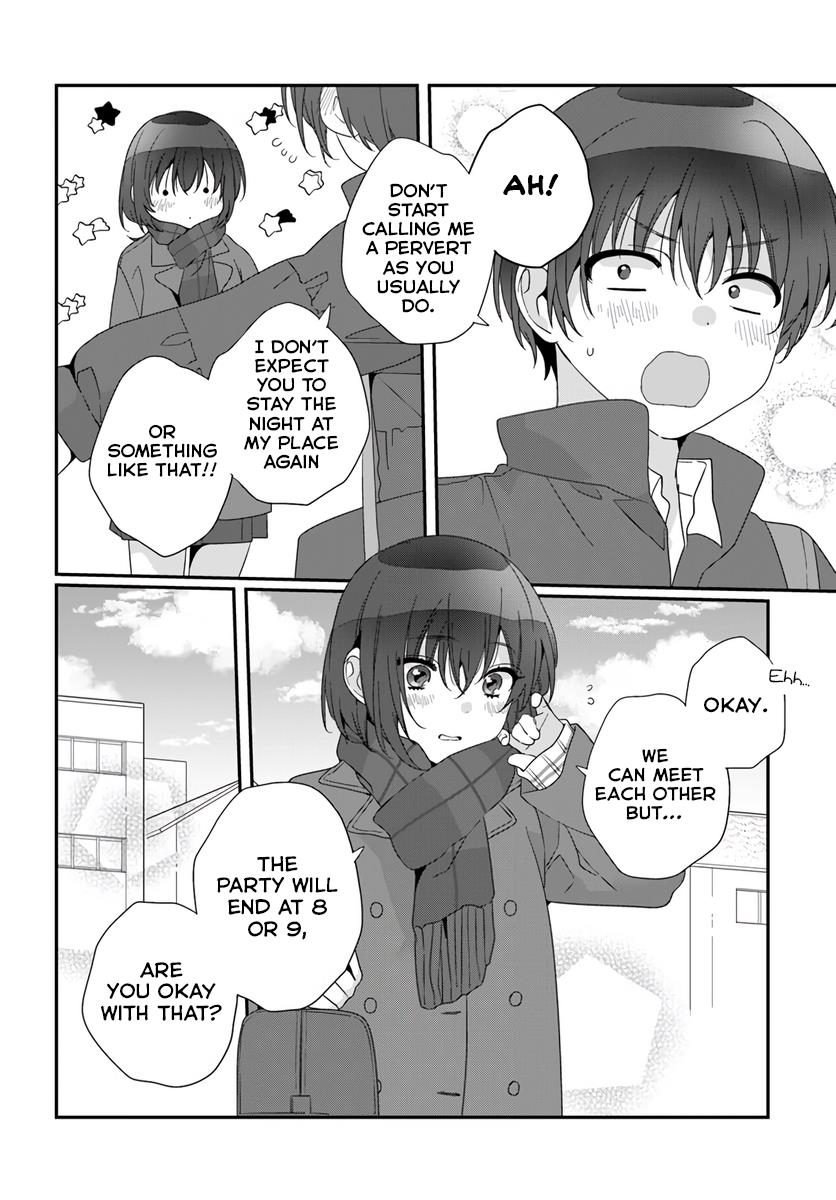 AH!
DON'T
START
CALLING ME
A PERVERT
AS YOU
USUALLY
DO.
I DON'T
EXPECT
YOU TO
STAY THE
NIGHT AT
MY PLACE
AGAIN
OR
SOMETHING
LIKE THAT!!
Ehh...
OKAY.
WE
CAN MEET
EACH OTHER
BUT...
THE
PARTY WILL
END AT 8
OR 9,
ARE
YOU OKAY
WITH THAT?